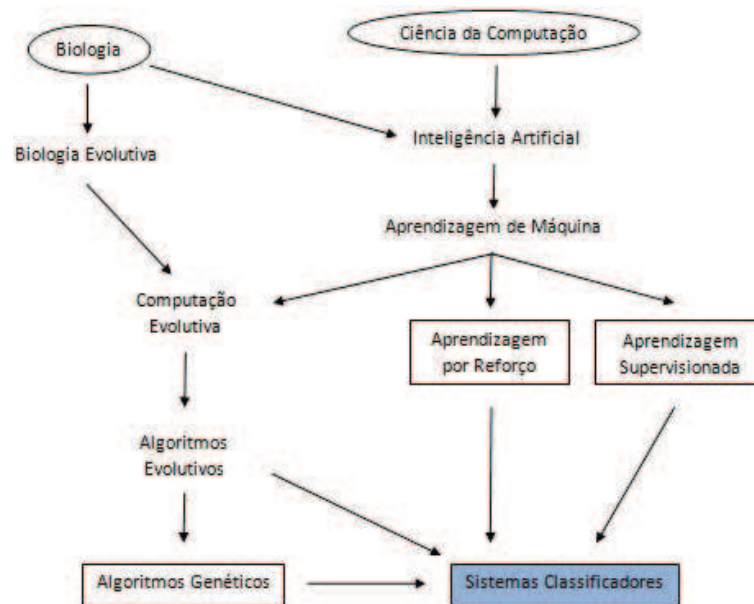 Biologia
Ciência da Computação
Biologia Evolutiva
Inteligência Artificial
Aprendizagem de Máquina
Computação
Evolutiva
Aprendizagem
por Reforço
Aprendizagem
Supervisionada
Algoritmos
Evolutivos
Algoritmos Genéticos
Sistemas Classificadores